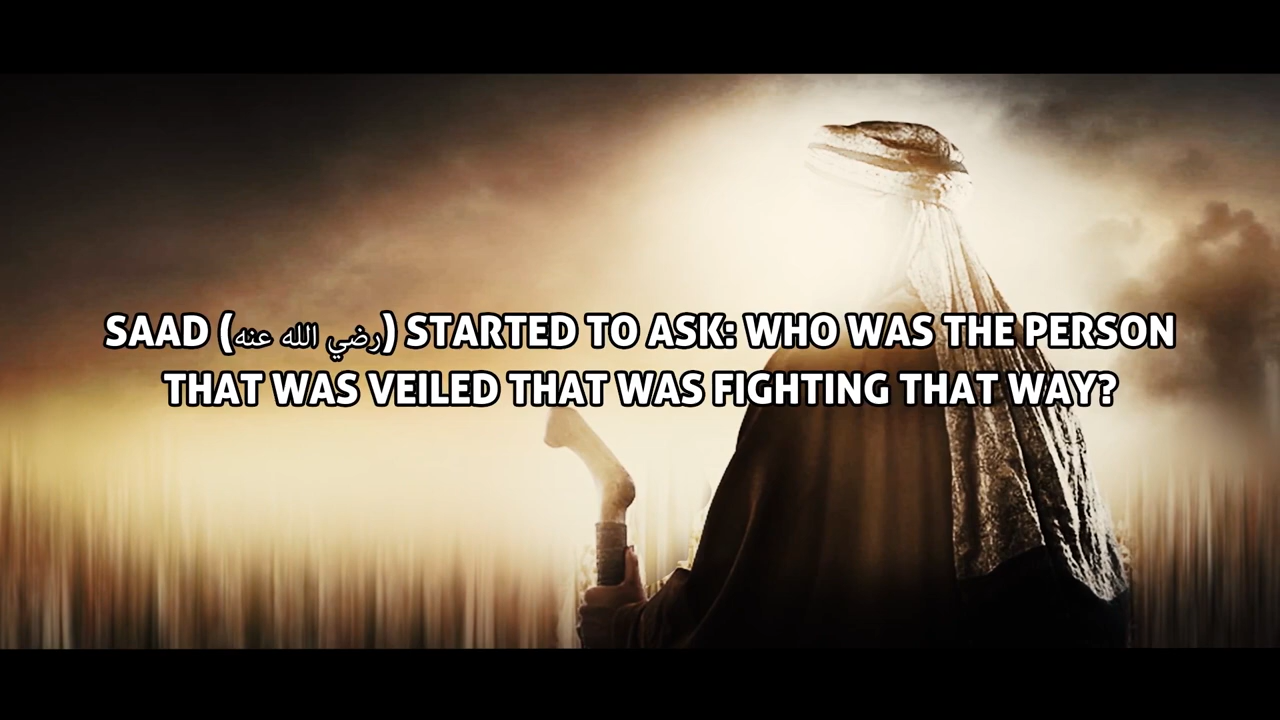 SAAD (رضي الله عنه) STARTED TO ASK: WHO WAS THE PERSON
THAT WAS VEILED THAT WAS FIGHTING THAT WAY?